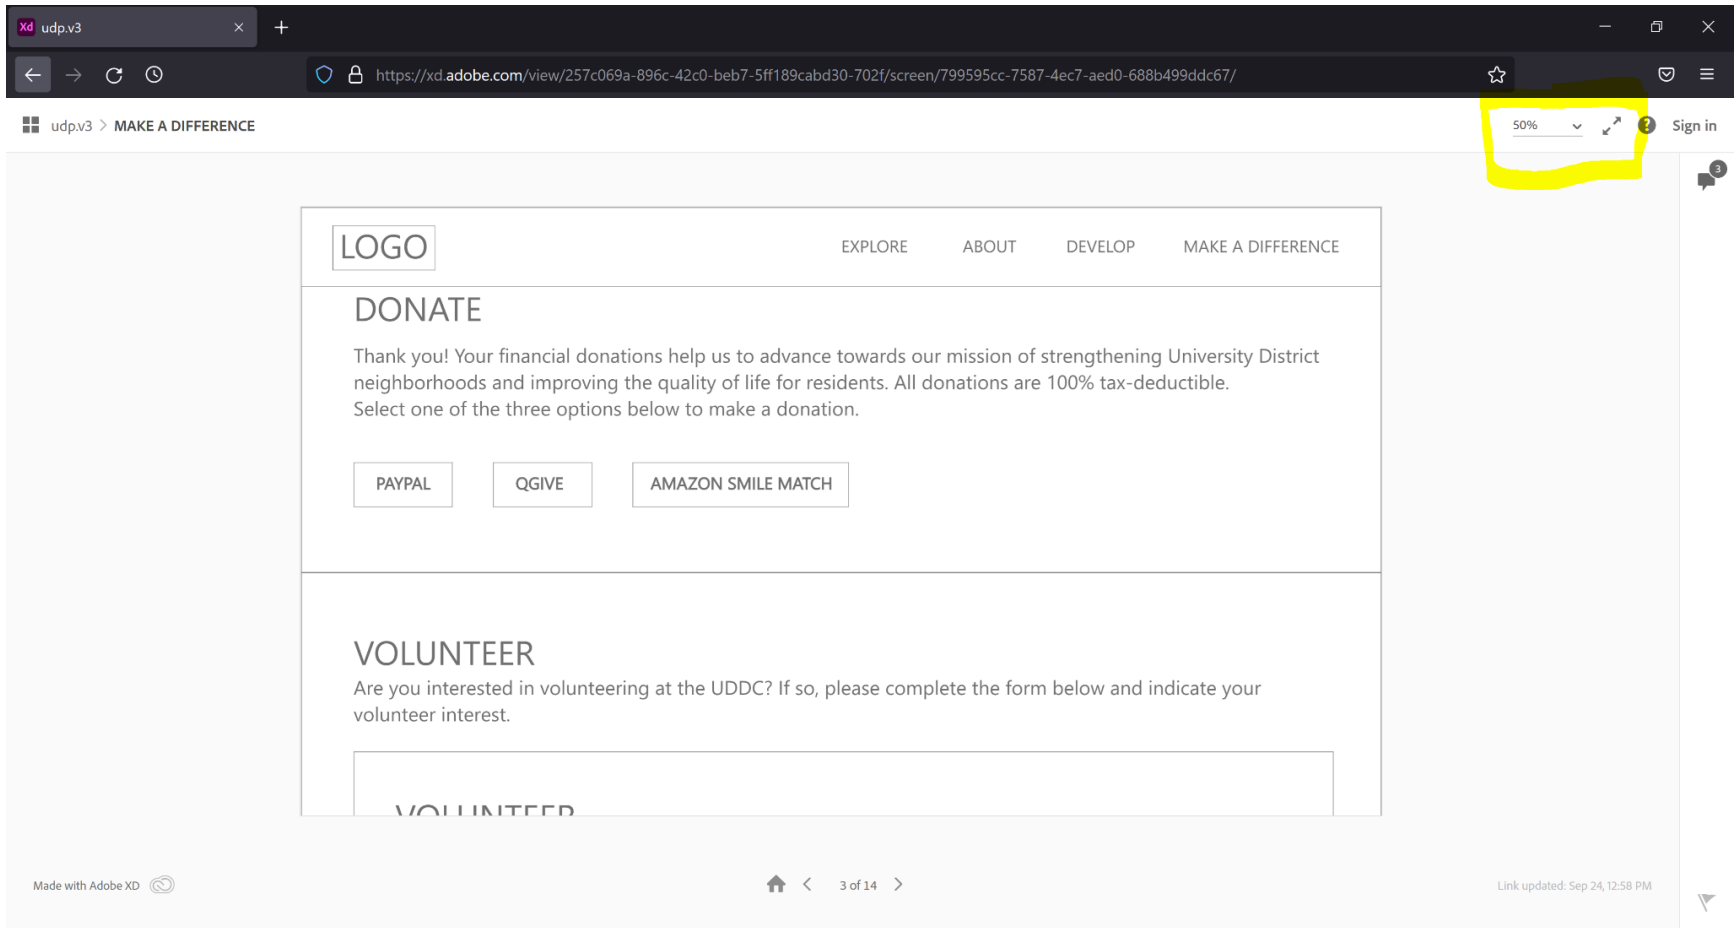 Xd udp.v3
https://xd.adobe.com/view/257c069a-896c-42c0-beb7-5ff189cabd30-702f/screen/799595cc-7587-4ec7-aed0-688b499ddc67/
udp.v3 > MAKE A DIFFERENCE
50%
? Sign in
3
LOGO
EXPLORE ABOUT DEVELOP MAKE A DIFFERENCE
DONATE
Thank you! Your financial donations help us to advance towards our mission of strengthening University District
neighborhoods and improving the quality of life for residents. All donations are 100% tax-deductible.
Select one of the three options below to make a donation.
PAYPAL QGIVE AMAZON SMILE MATCH
VOLUNTEER
Are you interested in volunteering at the UDDC? If so, please complete the form below and indicate your
volunteer interest.
VOLUNTEER
Made with Adobe XD
3 of 14
Link updated: Sep 24, 12:58 PM